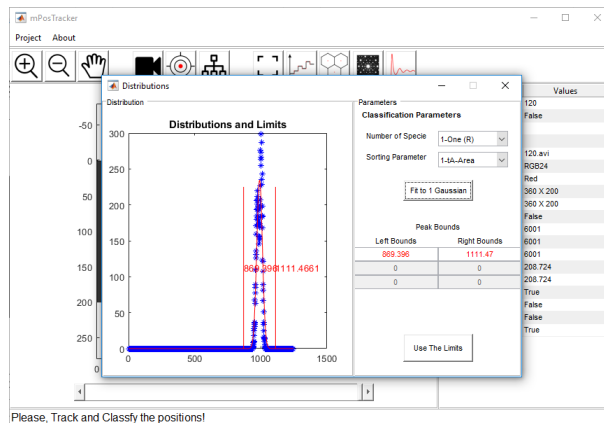 mPosTracker
Project About
Distributions
Distribution
Distributions and Limits
300
250
200
150
100
50
0
0 500 1000 1500
869.396 1111.4661
Parameters
Classification Parameters
Number of Specie 1-One (R)
Sorting Parameter 1-tA-Area
Fit to 1 Gaussian
Peak Bounds
Left Bounds Right Bounds
869.396 1111.47
0 0
0 0
Use The Limits
-50
0
50
100
150
200
250
0
Values
120
False
120.avi
RGB24
Red
360 X 200
360 X 200
False
6001
6001
6001
208.724
208.724
True
False
False
True
Please, Track and Classfy the positions!